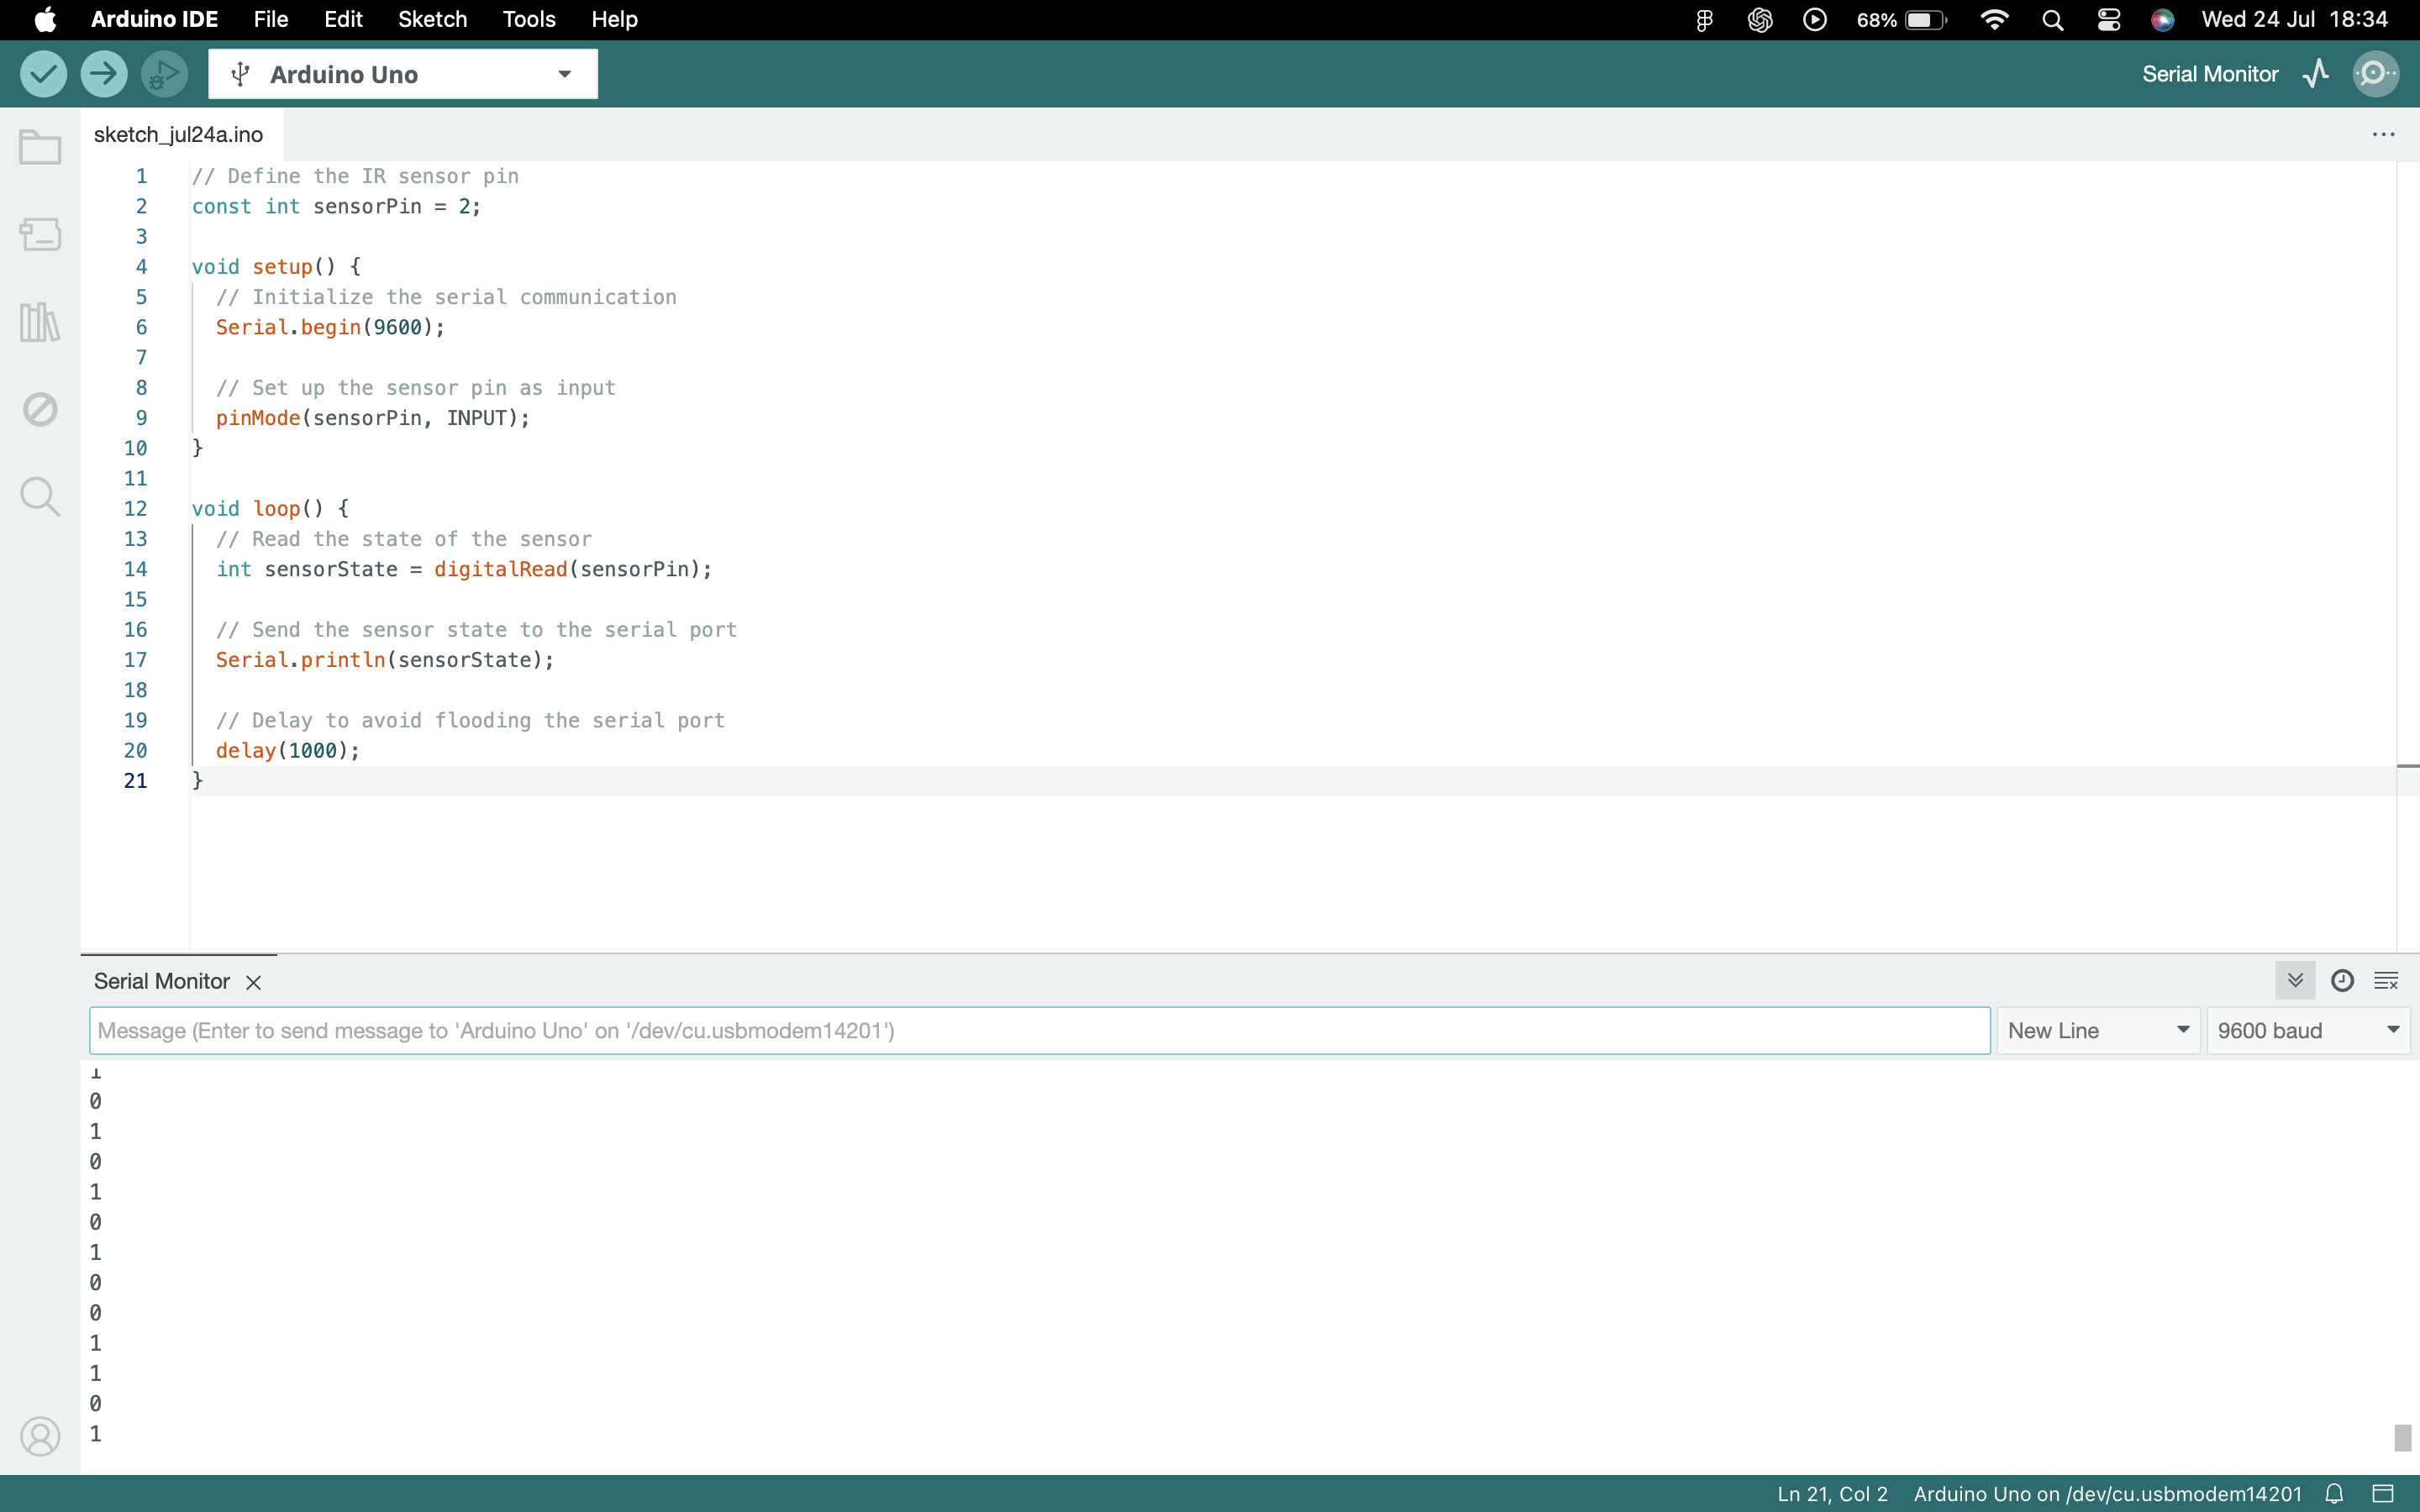 Arduino IDE File Edit Sketch Tools Help 68% Wed 24 Jul 18:34
Arduino Uno Serial Monitor
sketch_jul24a.ino
1 // Define the IR sensor pin
2 const int sensorPin = 2;
3
4 void setup() {
5 // Initialize the serial communication
6 Serial.begin(9600);
7
8 // Set up the sensor pin as input
9 pinMode(sensorPin, INPUT);
10 }
11
12 void loop() {
13 // Read the state of the sensor
14 int sensorState = digitalRead(sensorPin);
15
16 // Send the sensor state to the serial port
17 Serial.println(sensorState);
18
19 // Delay to avoid flooding the serial port
20 delay(1000);
21 }
Serial Monitor
Message (Enter to send message to 'Arduino Uno' on '/dev/cu.usbmodem14201') New Line 9600 baud
1
0
1
0
1
0
1
0
0
1
1
0
1
Ln 21, Col 2 Arduino Uno on /dev/cu.usbmodem14201